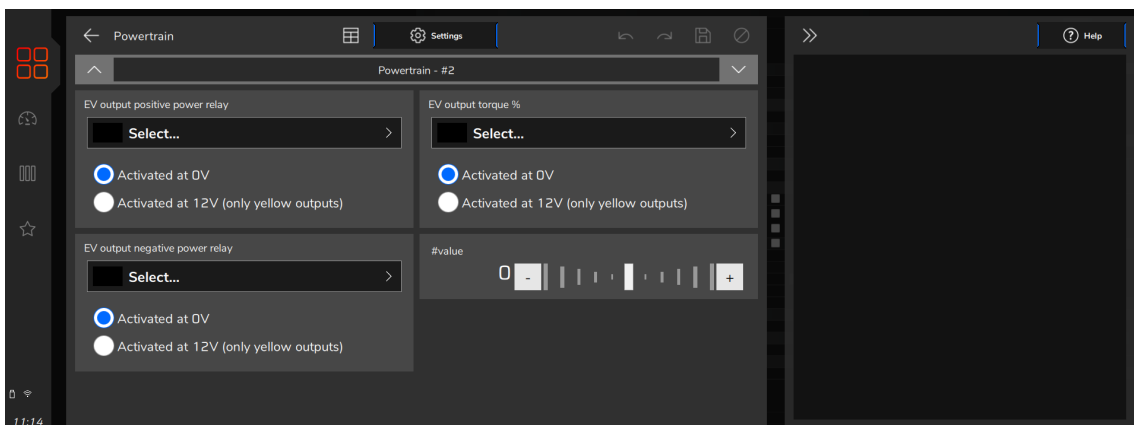 Powertrain
Settings
Help
Powertrain - #2
EV output positive power relay
Select...
Activated at 0V
Activated at 12V (only yellow outputs)
EV output torque %
Select...
Activated at 0V
Activated at 12V (only yellow outputs)
EV output negative power relay
Select...
Activated at 0V
Activated at 12V (only yellow outputs)
#value
0 - +
11:14